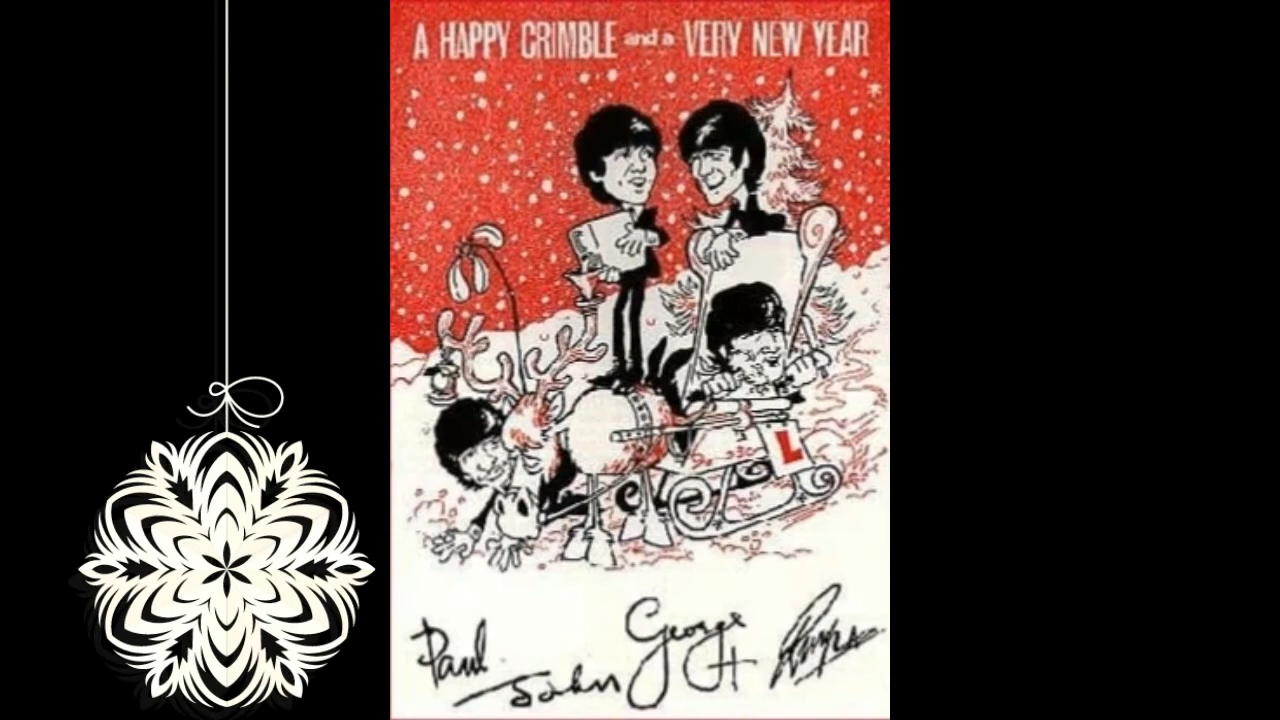 A HAPPY CRIMBLE and a VERY NEW YEAR
L
Paul
John
George H
Ringo